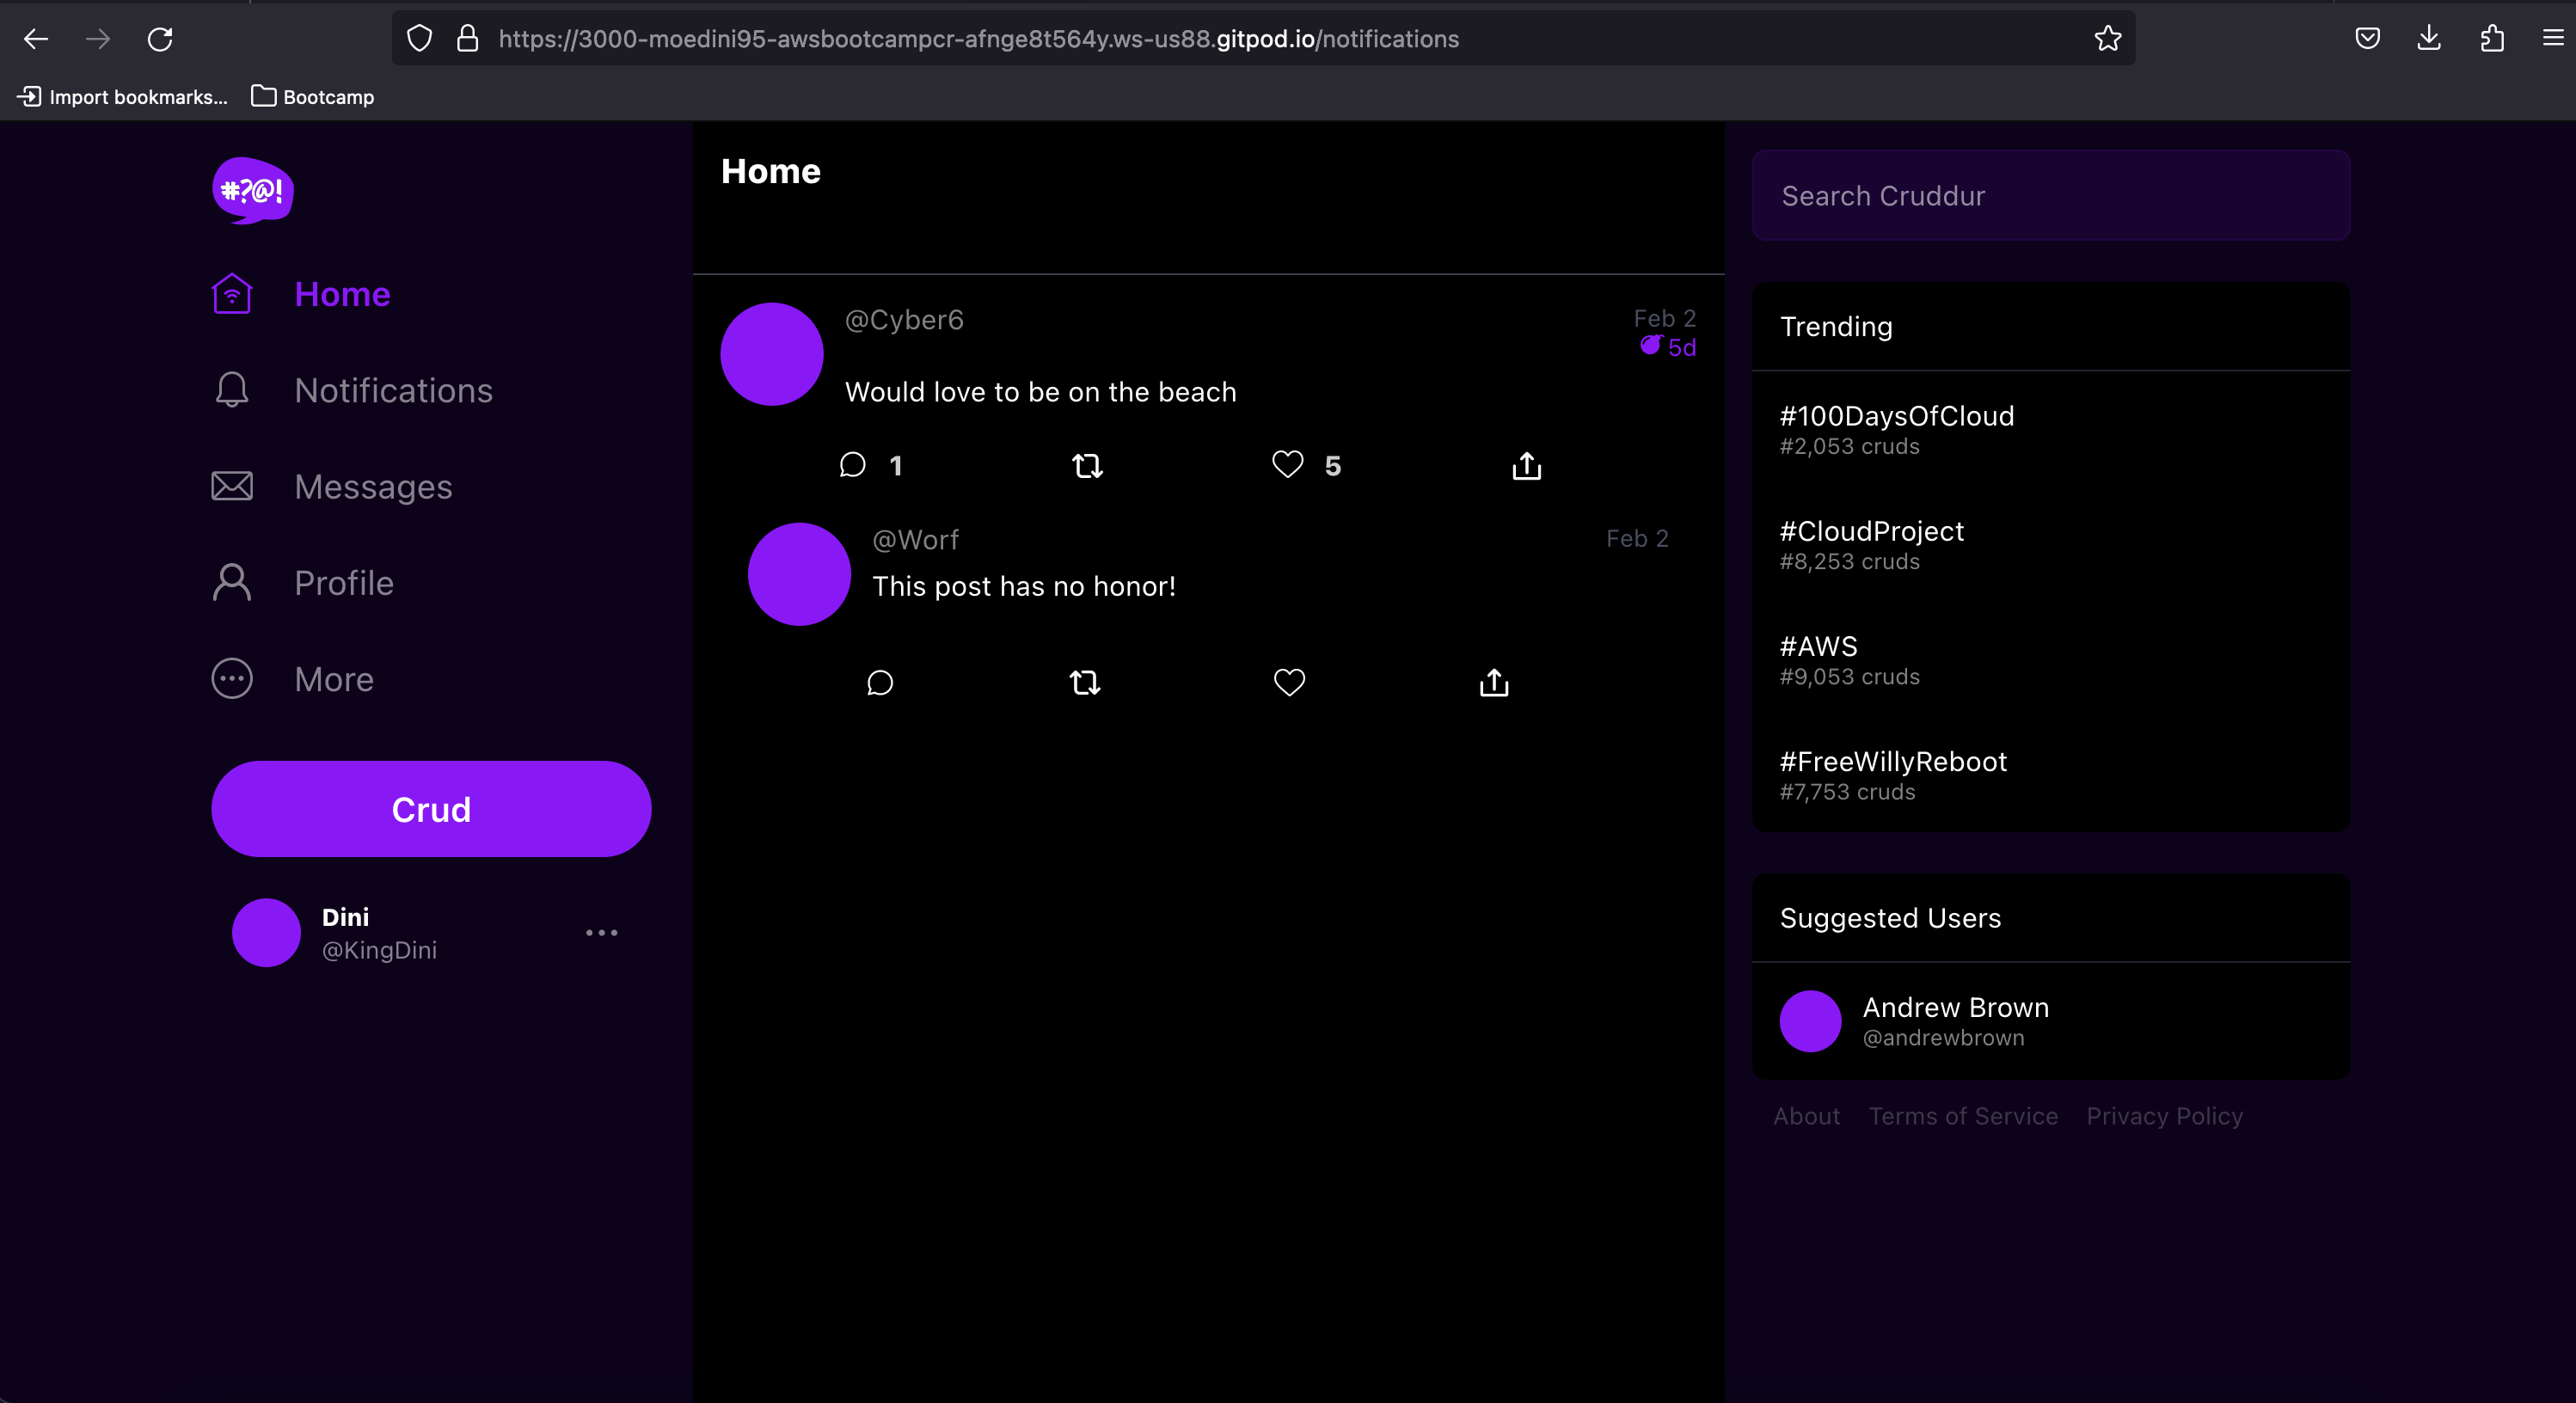 https://3000-moedini95-awsbootcampcr-afnge8t564y.ws-us88.gitpod.io/notifications
Import bookmarks...
Bootcamp
#?@!
Home
Notifications
Messages
Profile
More
Crud
Dini
@KingDini
Home
@Cyber6
Feb 2
5d
Would love to be on the beach
1
5
@Worf
Feb 2
This post has no honor!
Search Cruddur
Trending
#100DaysOfCloud
#2,053 cruds
#CloudProject
#8,253 cruds
#AWS
#9,053 cruds
#FreeWillyReboot
#7,753 cruds
Suggested Users
Andrew Brown
@andrewbrown
About Terms of Service Privacy Policy